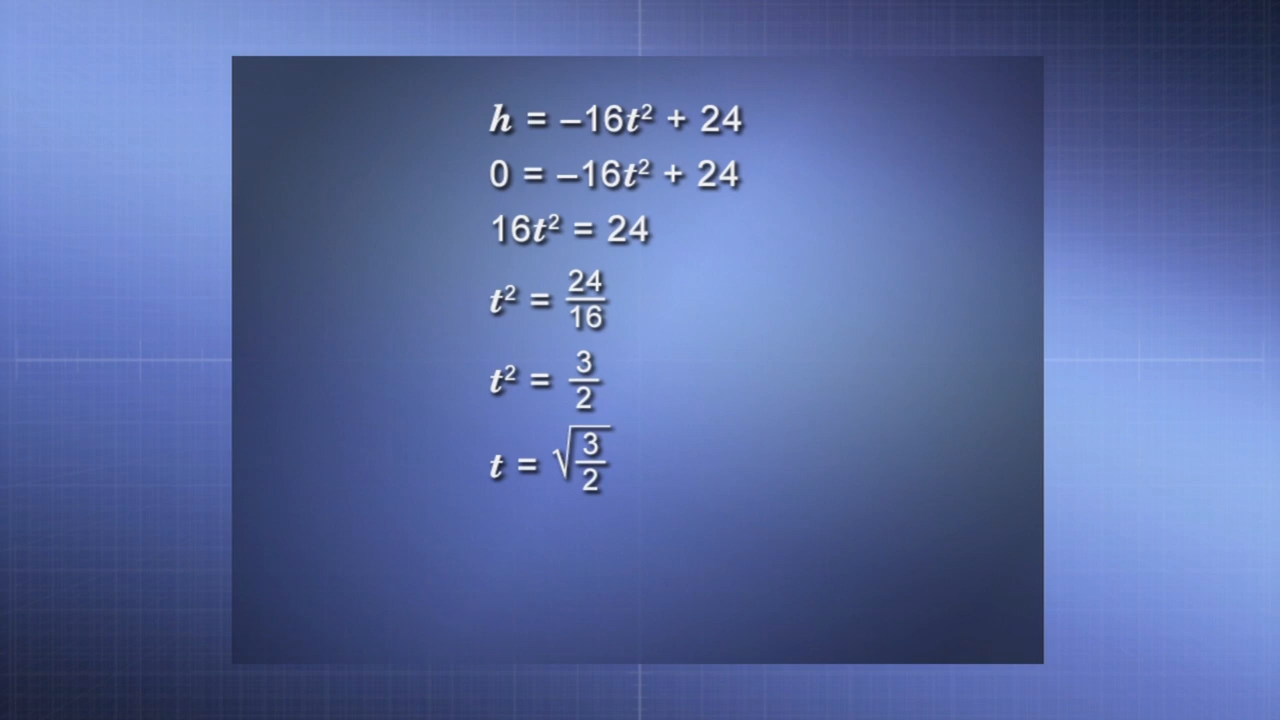 h = –16t² + 24
0 = –16t² + 24
16t² = 24
t² = 24/16
t² = 3/2
t = √(3/2)